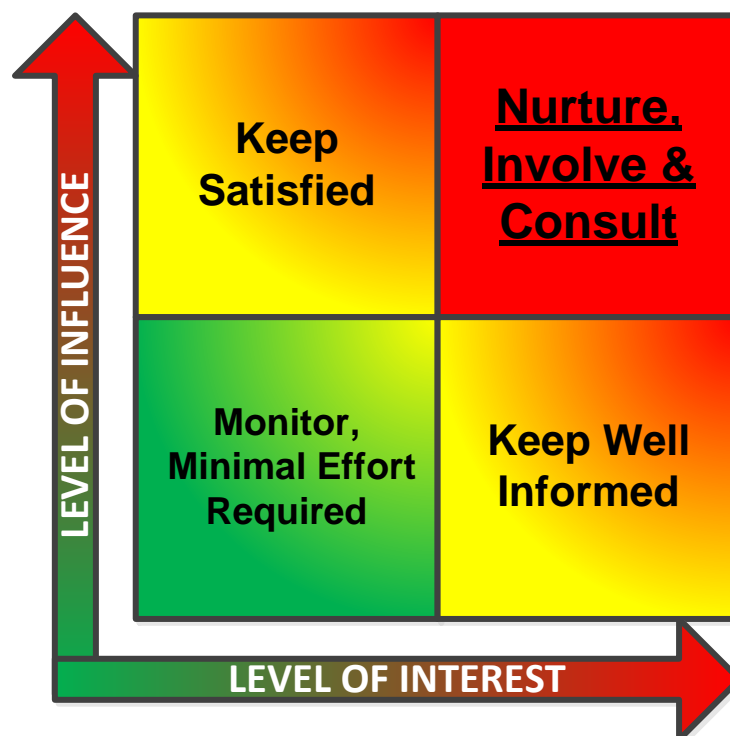 Keep
Satisfied
Nurture,
Involve &
Consult
LEVEL OF INFLUENCE
Monitor,
Minimal Effort
Required
Keep Well
Informed
LEVEL OF INTEREST